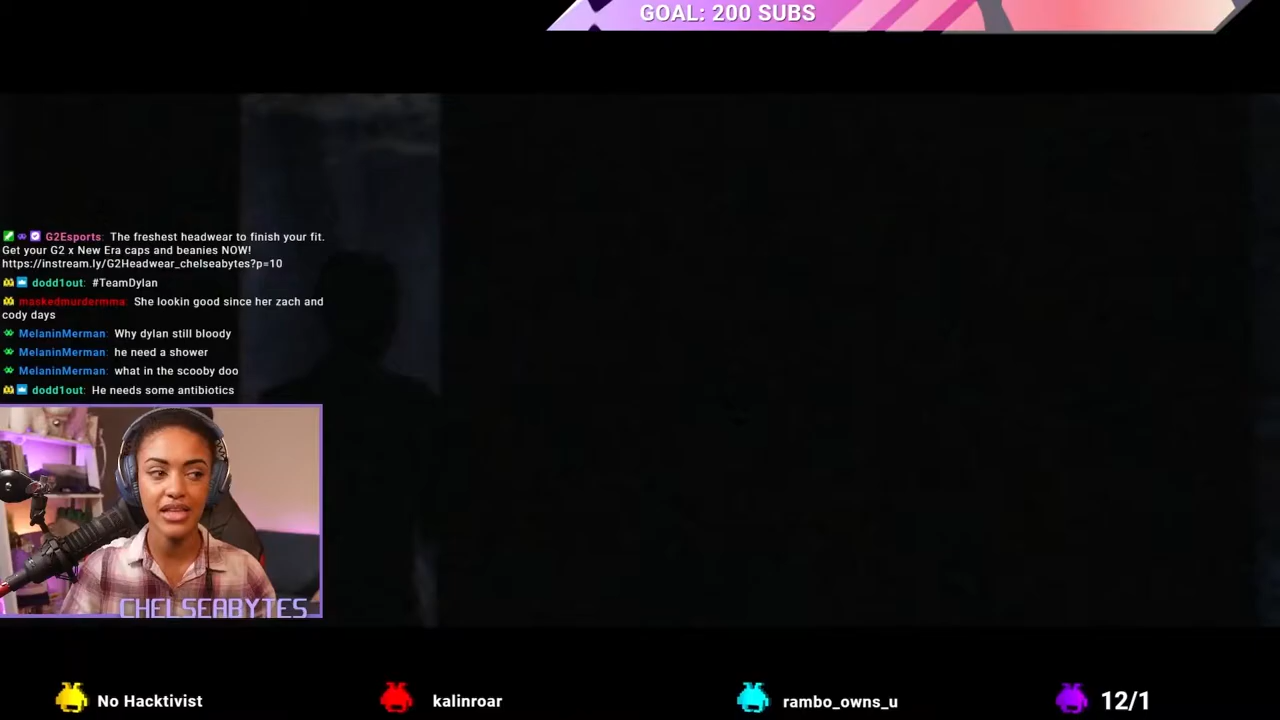 GOAL: 200 SUBS
G2Esports: The freshest headwear to finish your fit.
Get your G2 x New Era caps and beanies NOW!
https://instream.ly/G2Headwear_chelseabytes?p=10
dodd1out: #TeamDylan
maskedmurdermma: She lookin good since her zach and
cody days
MelaninMerman: Why dylan still bloody
MelaninMerman: he need a shower
MelaninMerman: what in the scooby doo
dodd1out: He needs some antibiotics
CHELSEABYTES
No Hacktivist
kalinroar
rambo_owns_u
12/1